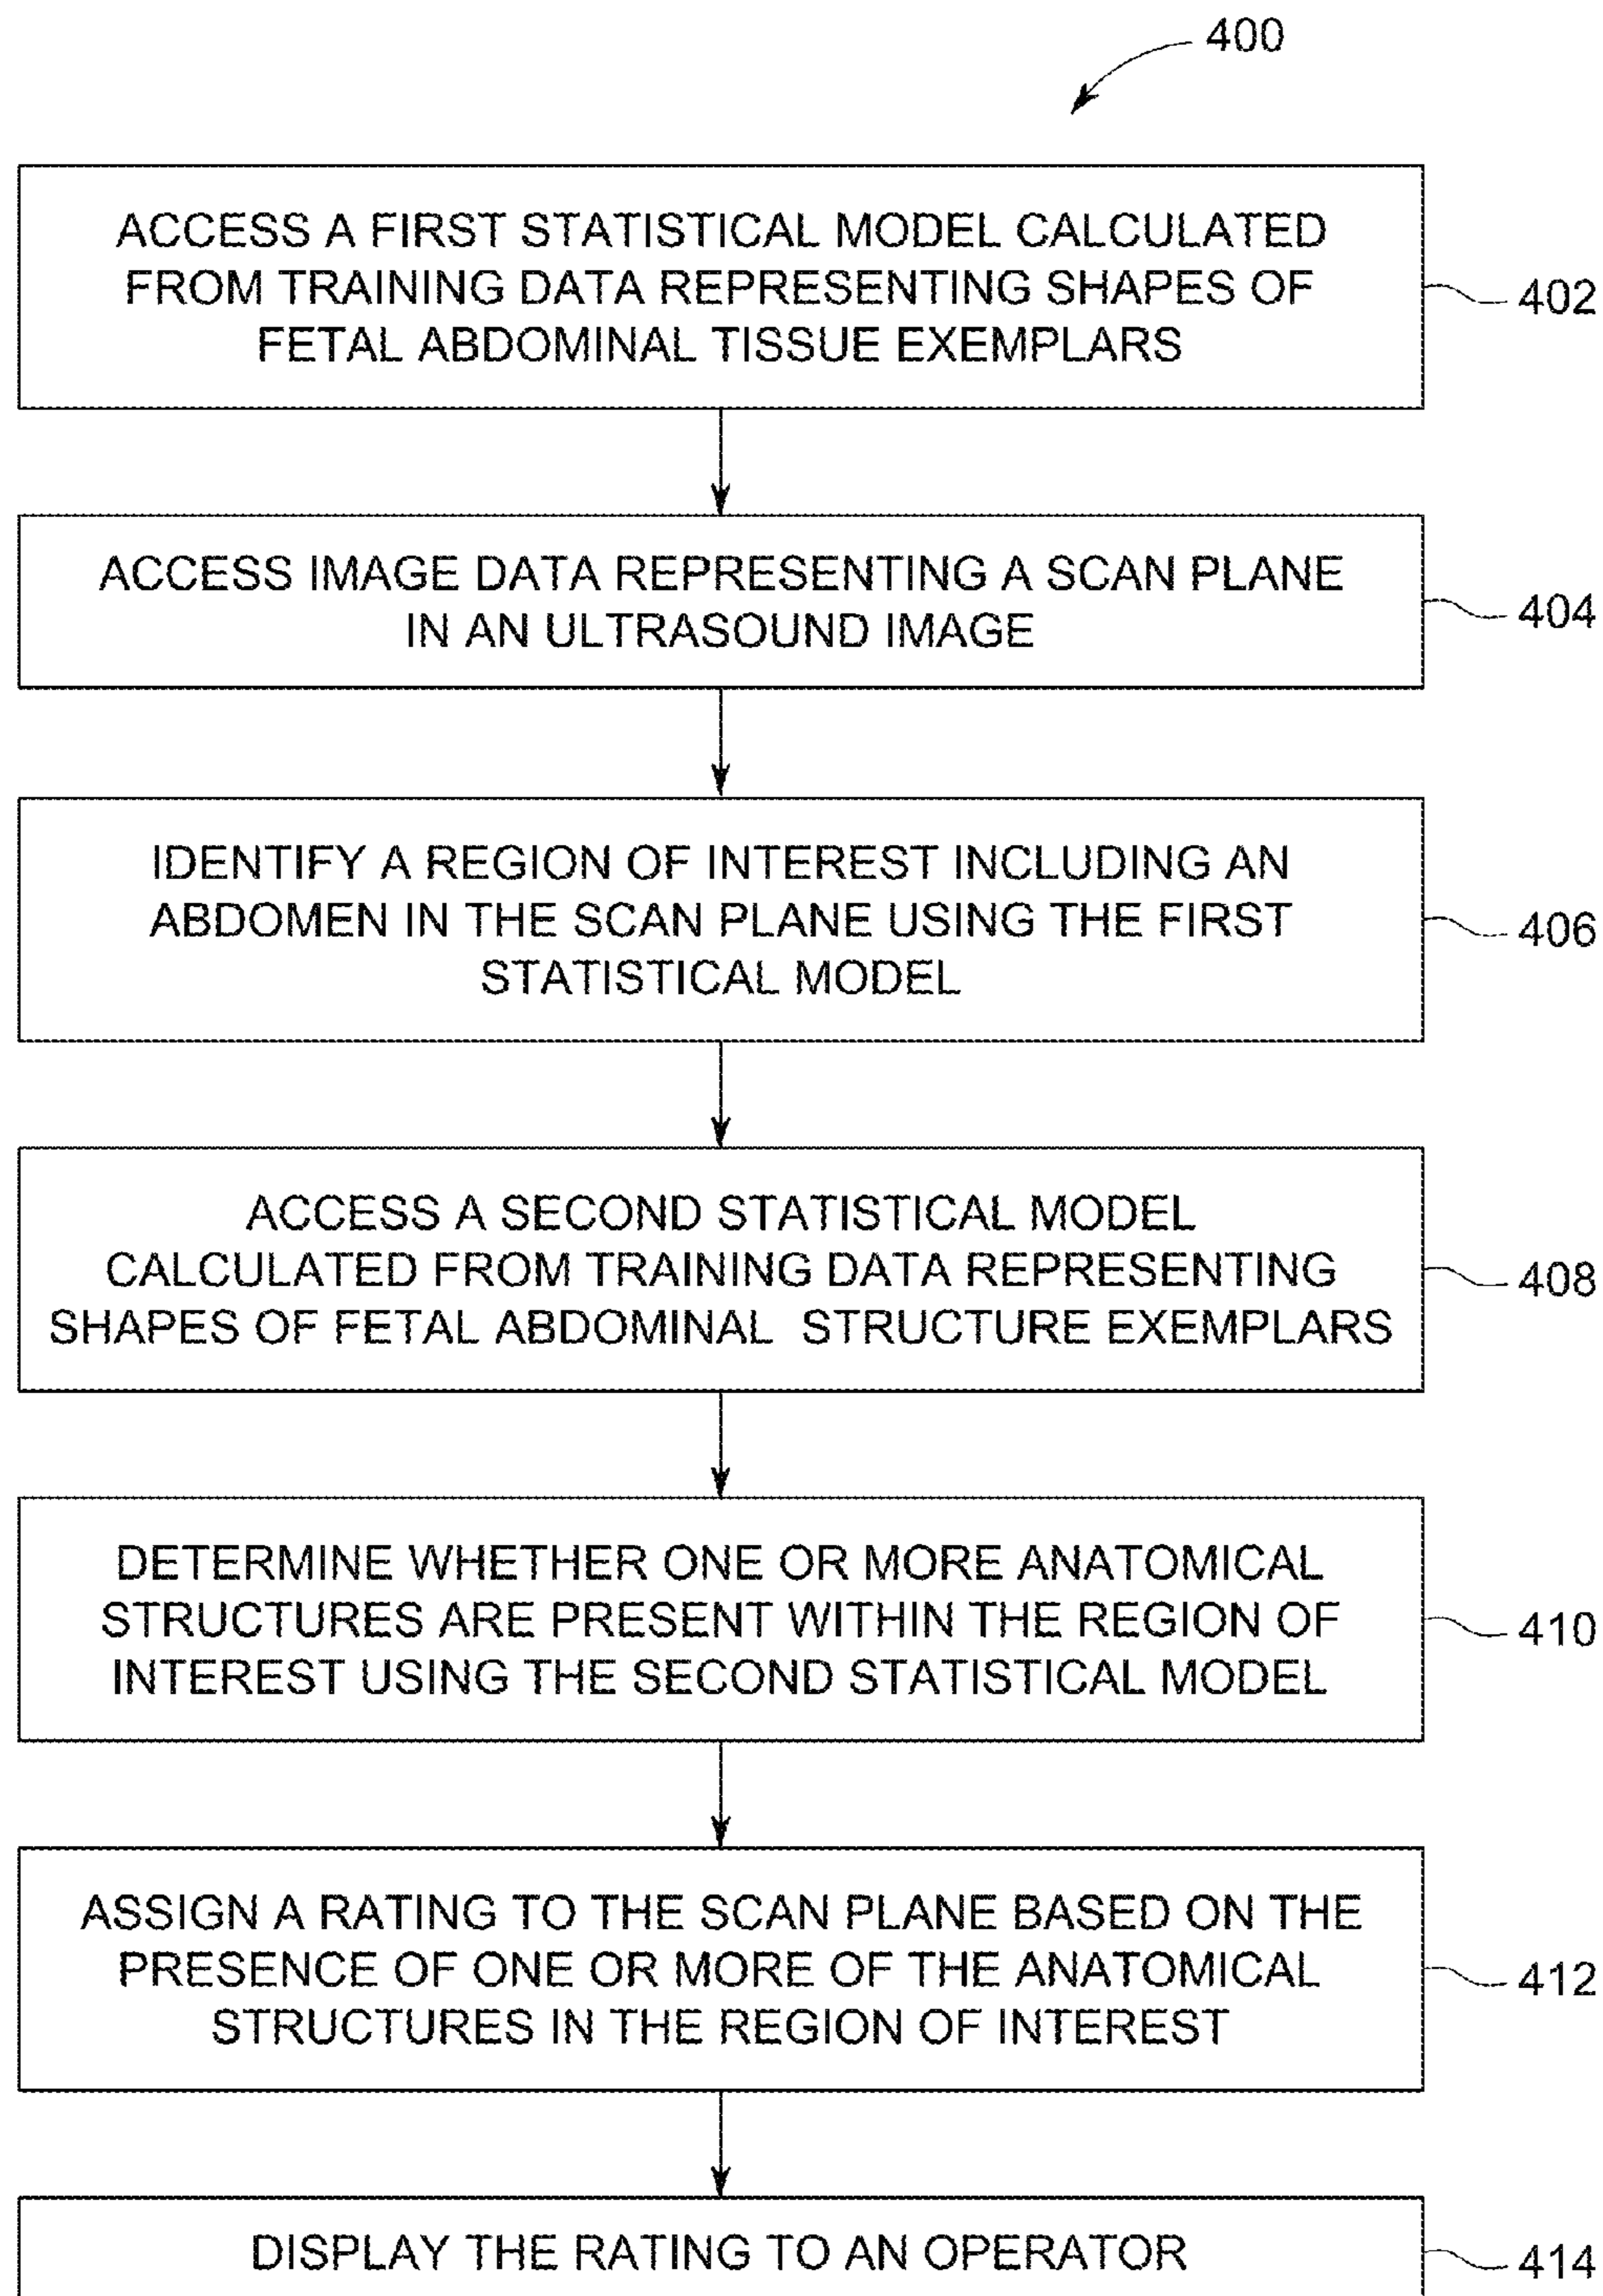 400
ACCESS A FIRST STATISTICAL MODEL CALCULATED
FROM TRAINING DATA REPRESENTING SHAPES OF
FETAL ABDOMINAL TISSUE EXEMPLARS
402
ACCESS IMAGE DATA REPRESENTING A SCAN PLANE
IN AN ULTRASOUND IMAGE
404
IDENTIFY A REGION OF INTEREST INCLUDING AN
ABDOMEN IN THE SCAN PLANE USING THE FIRST
STATISTICAL MODEL
406
ACCESS A SECOND STATISTICAL MODEL
CALCULATED FROM TRAINING DATA REPRESENTING
SHAPES OF FETAL ABDOMINAL STRUCTURE EXEMPLARS
408
DETERMINE WHETHER ONE OR MORE ANATOMICAL
STRUCTURES ARE PRESENT WITHIN THE REGION OF
INTEREST USING THE SECOND STATISTICAL MODEL
410
ASSIGN A RATING TO THE SCAN PLANE BASED ON THE
PRESENCE OF ONE OR MORE OF THE ANATOMICAL
STRUCTURES IN THE REGION OF INTEREST
412
DISPLAY THE RATING TO AN OPERATOR
414